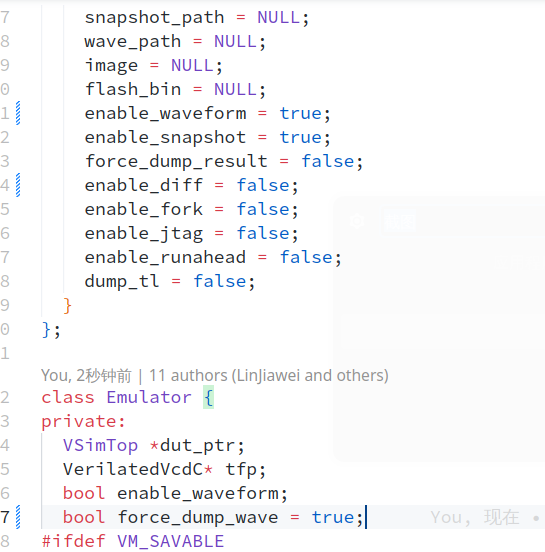 7 snapshot_path = NULL;
8 wave_path = NULL;
9 image = NULL;
0 flash_bin = NULL;
1 enable_waveform = true;
2 enable_snapshot = true;
3 force_dump_result = false;
4 enable_diff = false;
5 enable_fork = false;
6 enable_jtag = false;
7 enable_runahead = false;
8 dump_tl = false;
9 }
0 };
1
You, 2秒钟前 | 11 authors (LinJiawei and others)
2 class Emulator {
3 private:
4 VSimTop *dut_ptr;
5 VerilatedVcdC* tfp;
6 bool enable_waveform;
7 bool force_dump_wave = true; You, 现在 •
8 #ifdef VM_SAVABLE